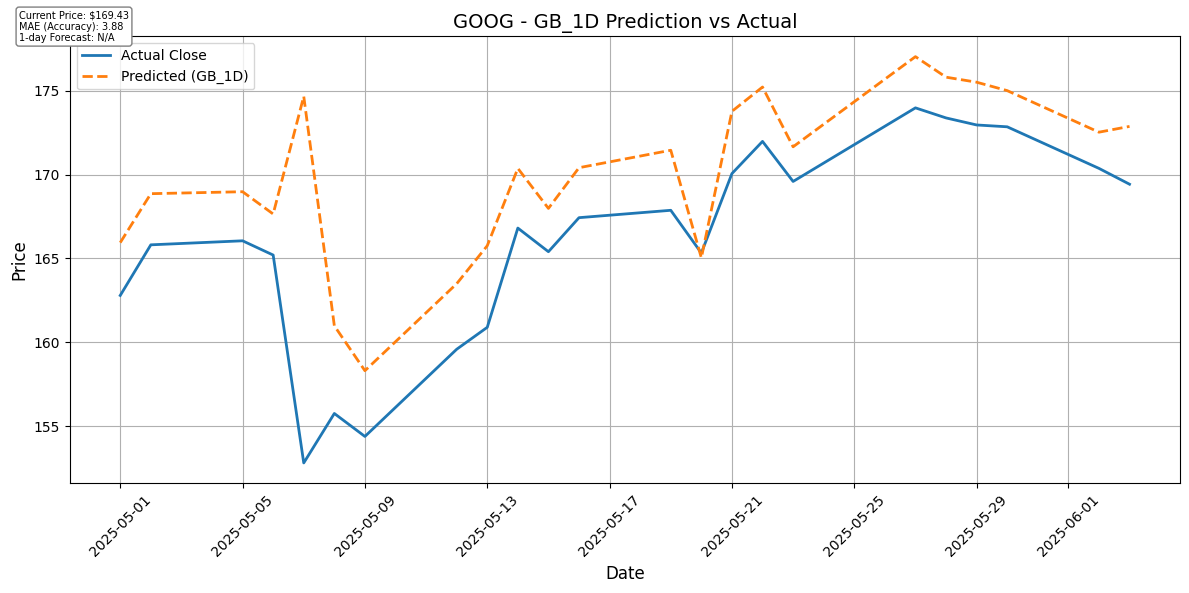 Current Price: $169.43
MAE (Accuracy): 3.88
1-day Forecast: N/A
GOOG - GB_1D Prediction vs Actual
Actual Close
Predicted (GB_1D)
Price
175
170
165
160
155
2025-05-01
2025-05-05
2025-05-09
2025-05-13
2025-05-17
2025-05-21
2025-05-25
2025-05-29
2025-06-01
Date